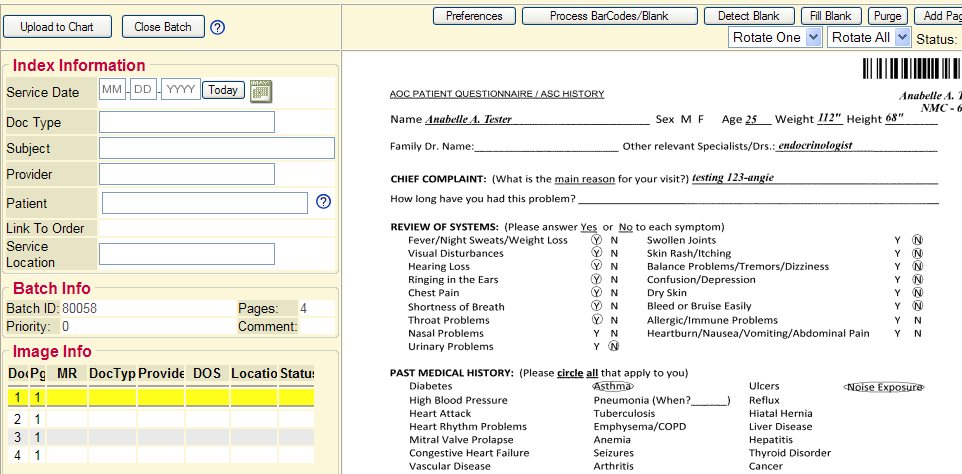 Upload to Chart Close Batch ?
Preferences Process BarCodes/Blank Detect Blank Fill Blank Purge Add Pag
Rotate One Rotate All Status:
Index Information
Service Date MM - DD - YYYY Today
Doc Type
Subject
Provider
Patient ?
Link To Order
Service
Location
Batch Info
Batch ID: 80058 Pages: 4
Priority: 0 Comment:
Image Info
Doc Pg MR DocTyp Provide DOS Locatio Status
1 1
2 1
3 1
4 1
Anabelle A. T
NMC - 6
AOC PATIENT QUESTIONNAIRE / ASC HISTORY
Name Anabelle A. Tester Sex M F Age 25 Weight 112" Height 68"
Family Dr. Name: Other relevant Specialists/Drs.: endocrinologist
CHIEF COMPLAINT: (What is the main reason for your visit?) testing 123-angie
How long have you had this problem?
REVIEW OF SYSTEMS: (Please answer Yes or No to each symptom)
Fever/Night Sweats/Weight Loss Y N Swollen Joints Y N
Visual Disturbances Y N Skin Rash/Itching Y N
Hearing Loss Y N Balance Problems/Tremors/Dizziness Y N
Ringing in the Ears Y N Confusion/Depression Y N
Chest Pain Y N Dry Skin Y N
Shortness of Breath Y N Bleed or Bruise Easily Y N
Throat Problems Y N Allergic/Immune Problems Y N
Nasal Problems Y N Heartburn/Nausea/Vomiting/Abdominal Pain Y N
Urinary Problems Y N
PAST MEDICAL HISTORY: (Please circle all that apply to you)
Diabetes Asthma Ulcers Noise Exposure
High Blood Pressure Pneumonia (When?______) Reflux
Heart Attack Tuberculosis Hiatal Hernia
Heart Rhythm Problems Emphysema/COPD Liver Disease
Mitral Valve Prolapse Anemia Hepatitis
Congestive Heart Failure Seizures Thyroid Disorder
Vascular Disease Arthritis Cancer